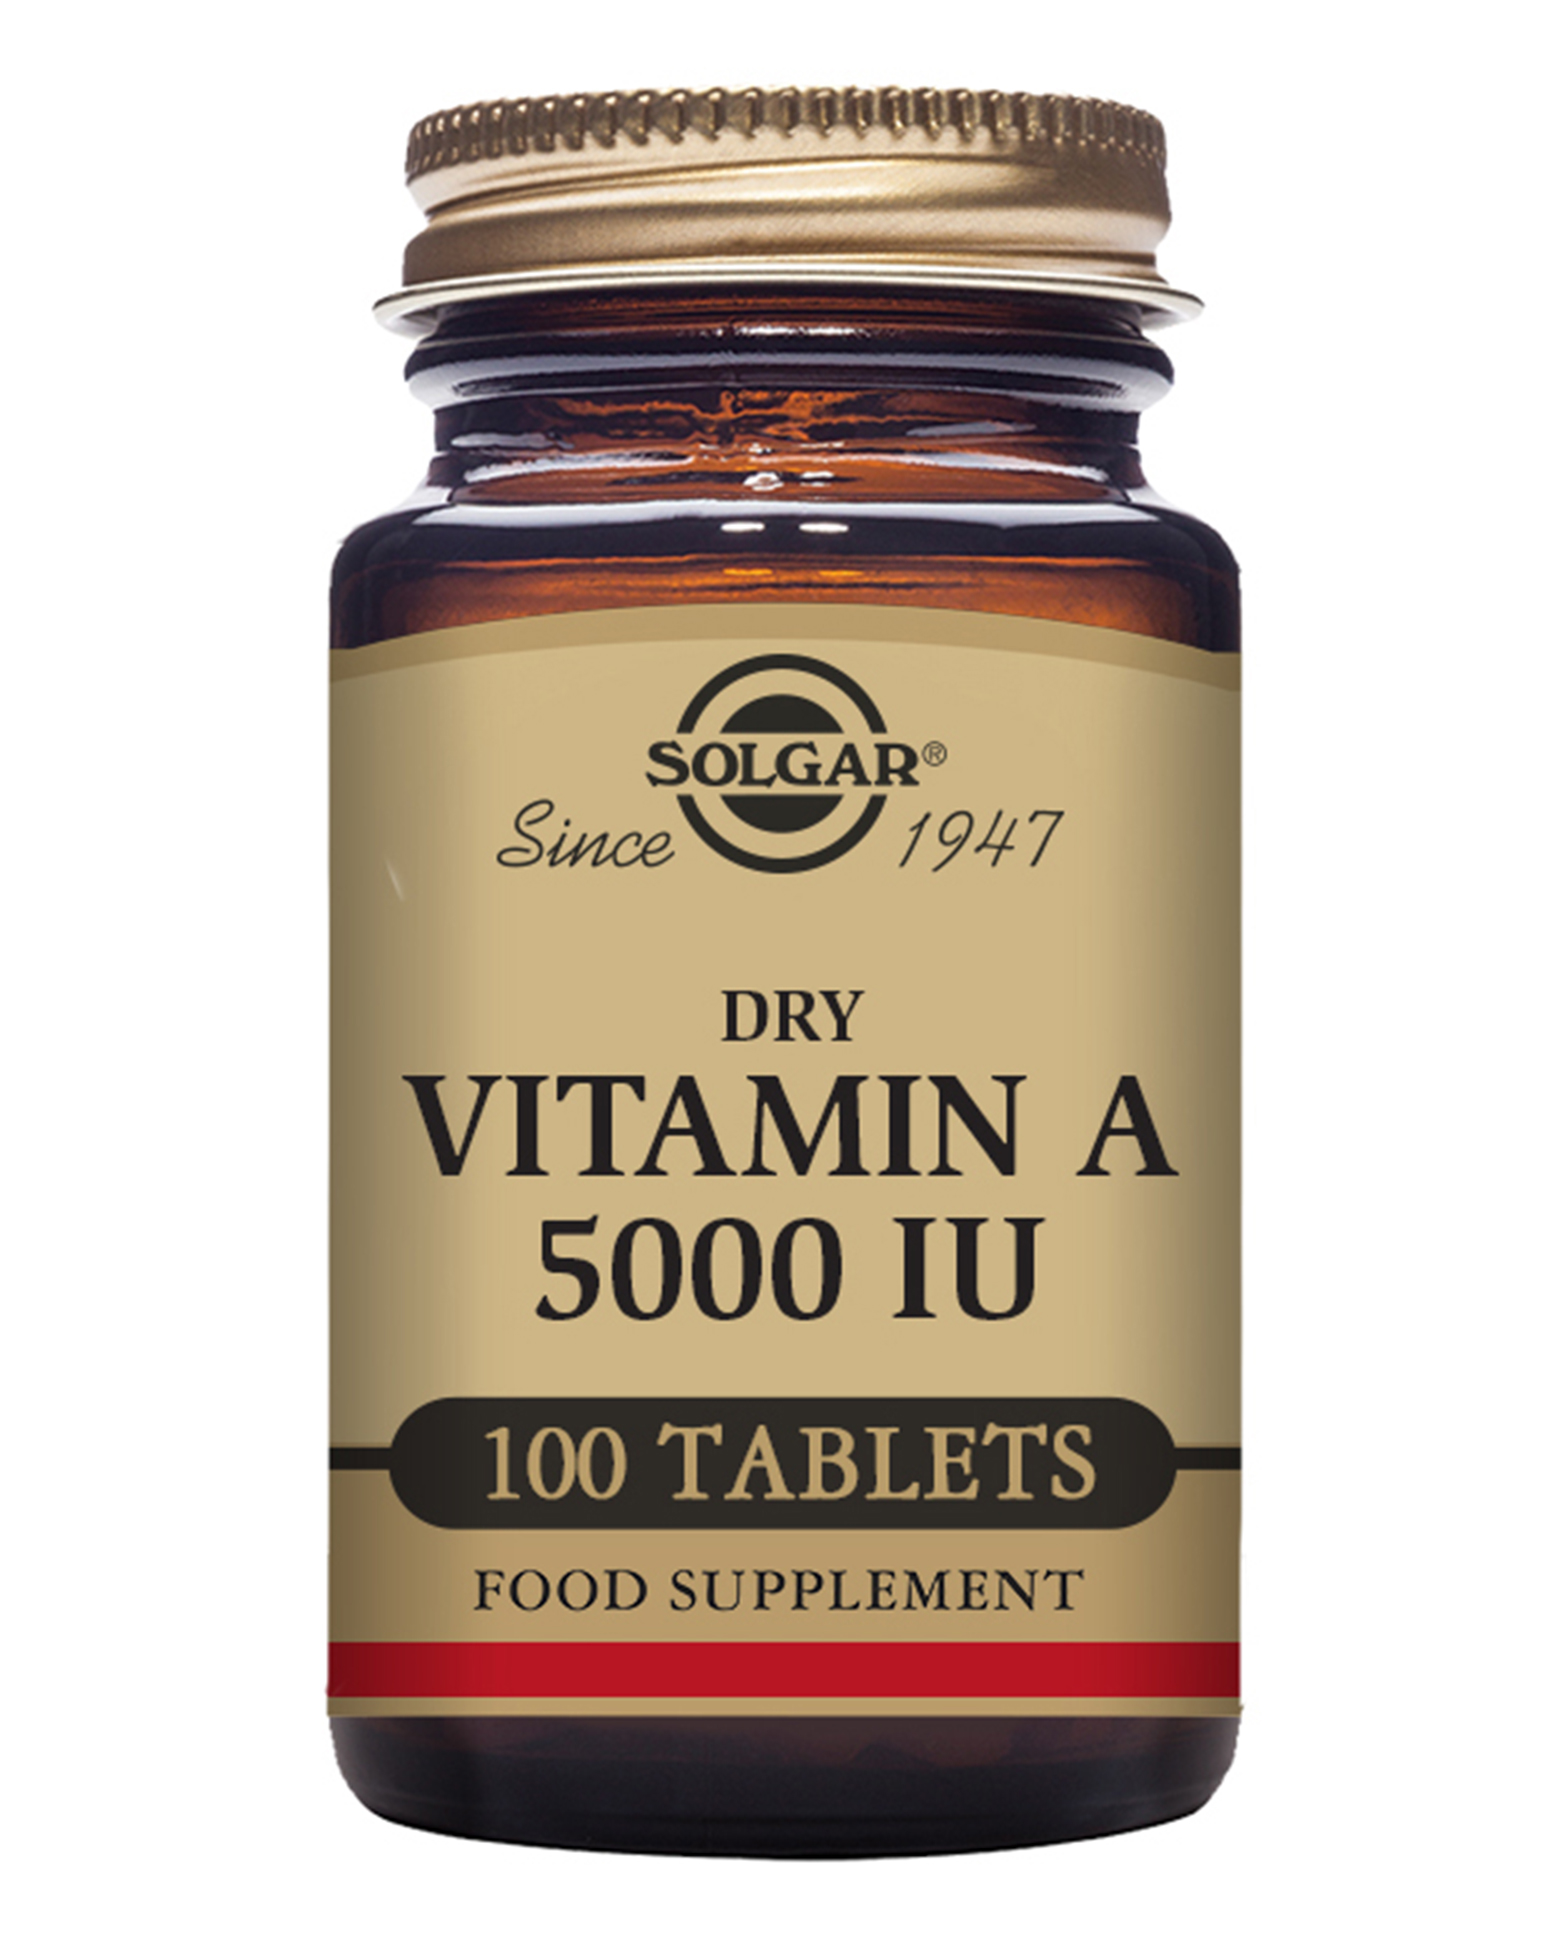 SOLGAR®
Since 1947
DRY
VITAMIN A
5000 IU
100 TABLETS
FOOD SUPPLEMENT